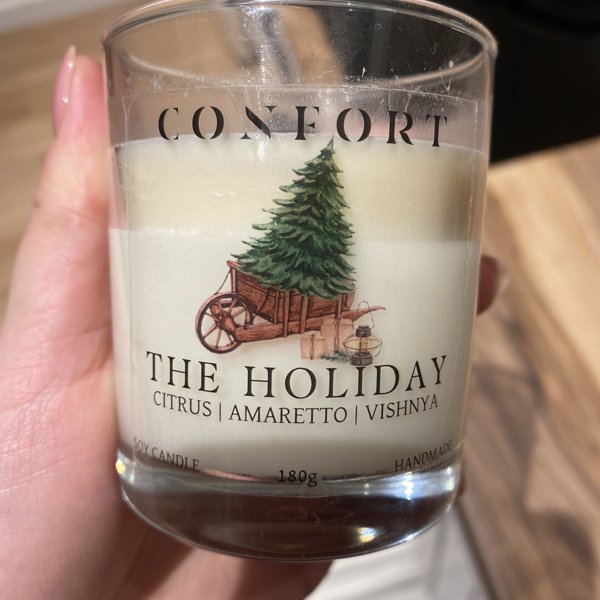 CONFORT
THE HOLIDAY
CITRUS | AMARETTO | VISHNYA
SOY CANDLE
180g
HANDMADE